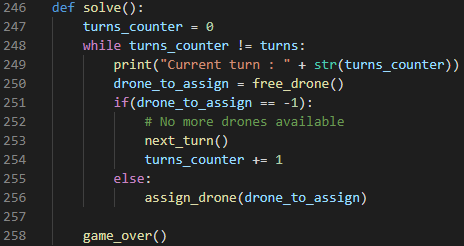 246 def solve():
247     turns_counter = 0
248     while turns_counter != turns:
249         print("Current turn : " + str(turns_counter))
250         drone_to_assign = free_drone()
251         if(drone_to_assign == -1):
252             # No more drones available
253             next_turn()
254             turns_counter += 1
255         else:
256             assign_drone(drone_to_assign)
257
258     game_over()